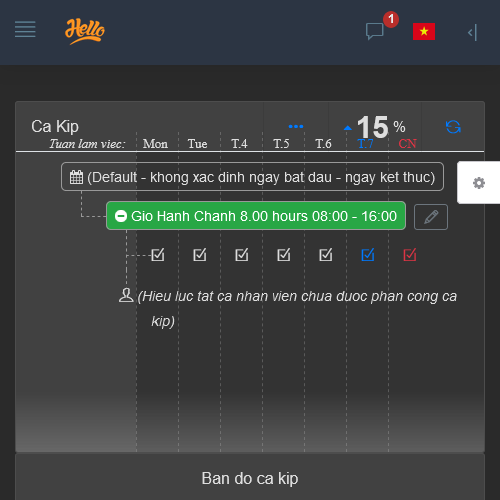 Hello
1
Ca Kip
15 %
Tuan lam viec: Mon Tue T.4 T.5 T.6 T.7 CN
(Default - khong xac dinh ngay bat dau - ngay ket thuc)
Gio Hanh Chanh 8.00 hours 08:00 - 16:00
(Hieu luc tat ca nhan vien chua duoc phan cong ca
kip)
Ban do ca kip